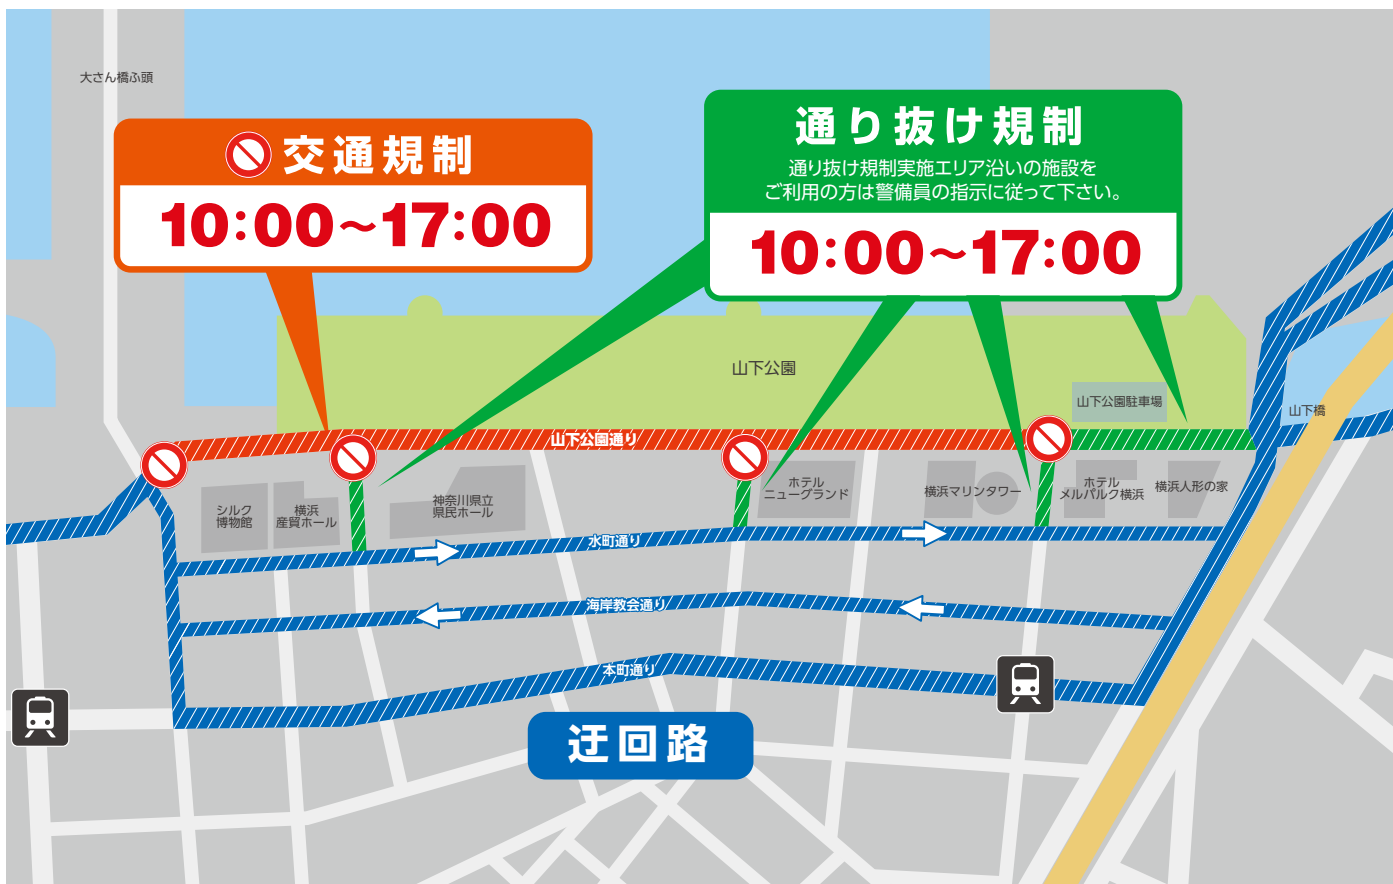 大さん橋ふ頭
交通規制
10:00～17:00
通り抜け規制
通り抜け規制実施エリア沿いの施設を
ご利用の方は警備員の指示に従って下さい。
10:00～17:00
山下公園
山下公園駐車場
山下橋
山下公園通り
シルク
博物館
横浜
産貿ホール
神奈川県立
県民ホール
ホテル
ニューグランド
横浜マリンタワー
ホテル
メルパルク横浜
横浜人形の家
水町通り
海岸教会通り
本町通り
迂回路